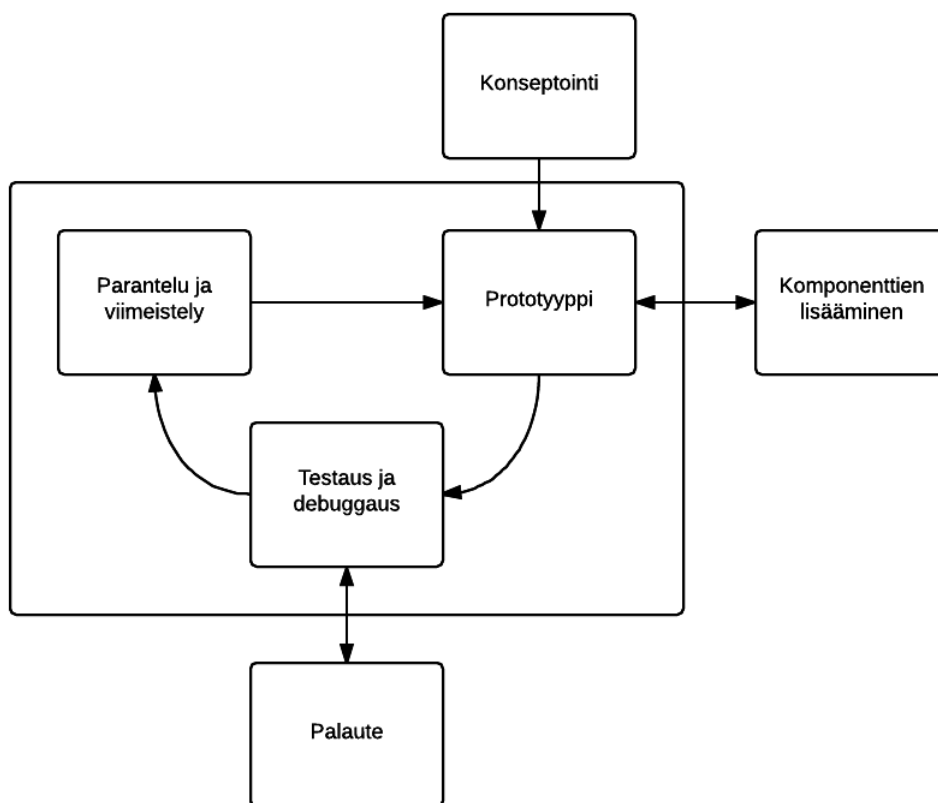 Konseptointi
Parantelu ja
viimeistely
Prototyyppi
Komponenttien
lisääminen
Testaus ja
debuggaus
Palaute